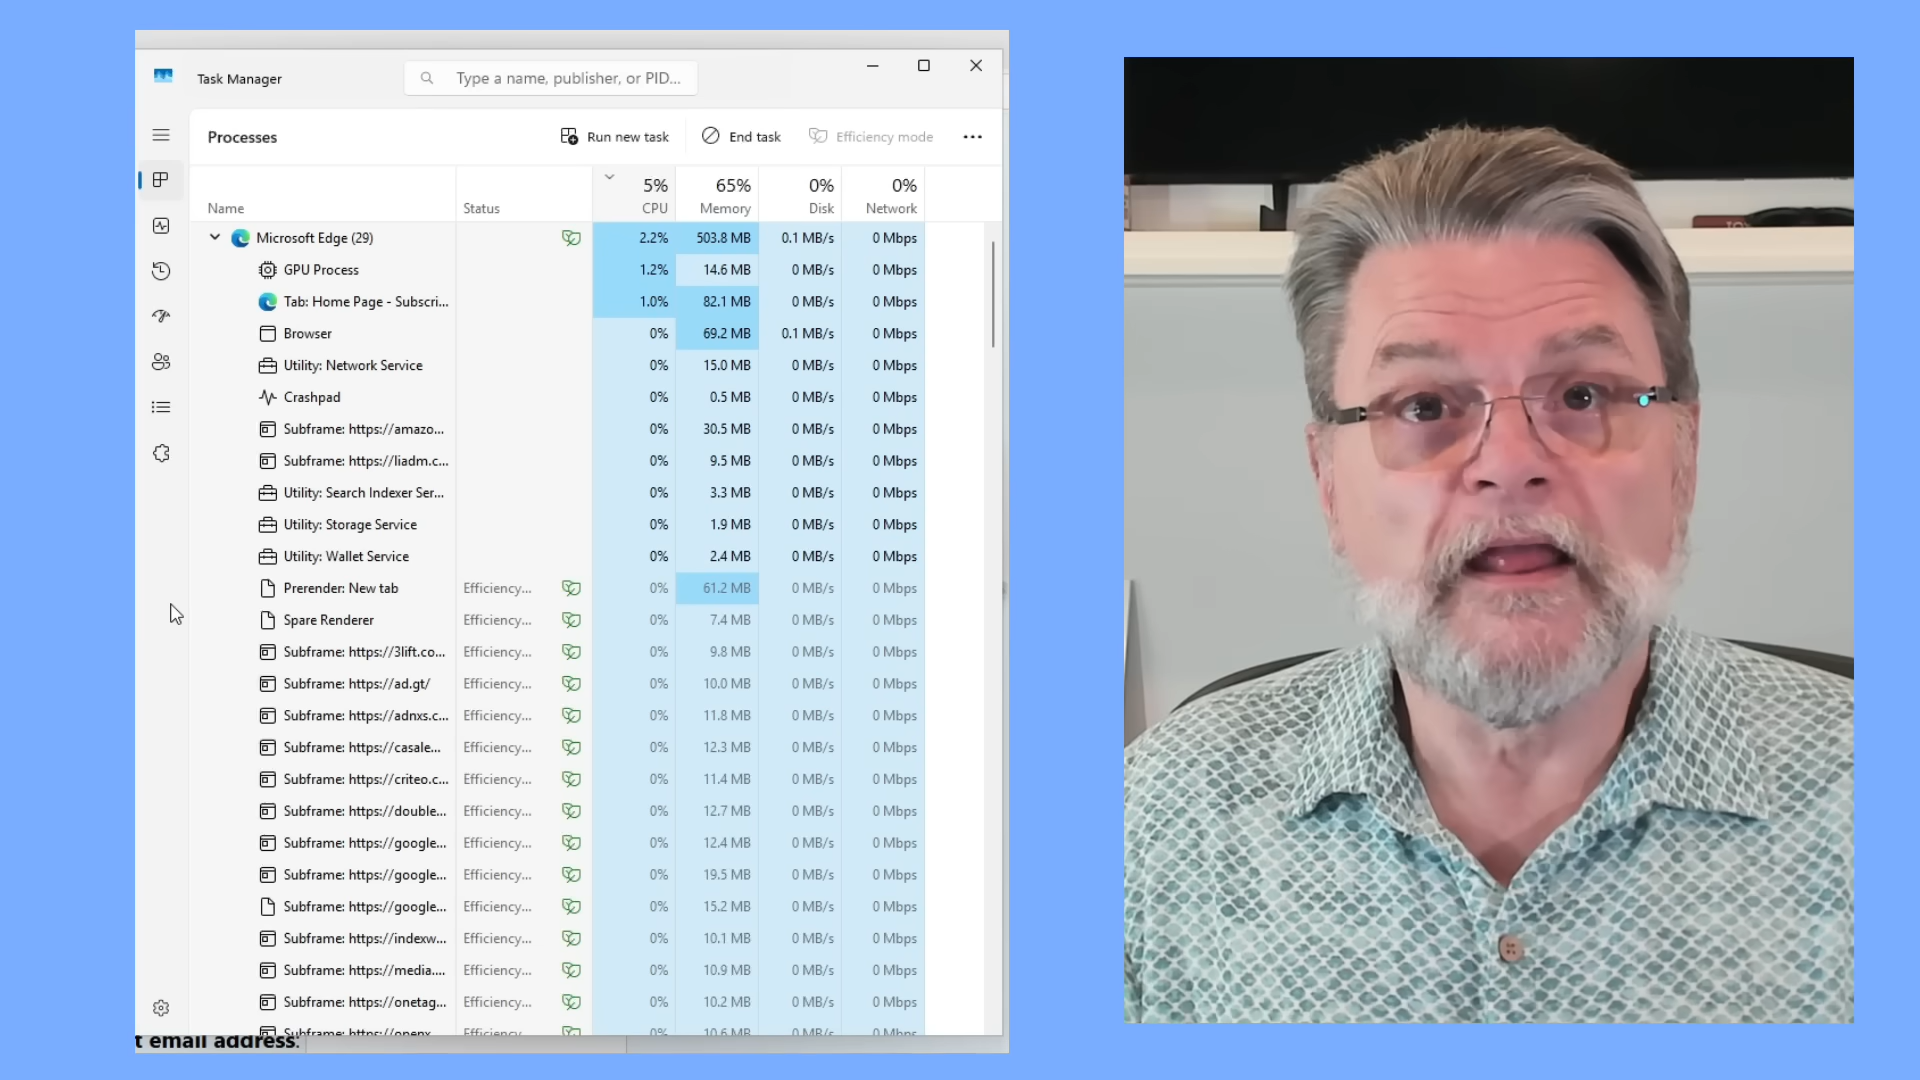 Task Manager
Type a name, publisher, or PID...
Processes
Run new task
End task
Efficiency mode
5% 65% 0% 0%
Name Status CPU Memory Disk Network
Microsoft Edge (29) 2.2% 503.8 MB 0.1 MB/s 0 Mbps
GPU Process 1.2% 14.6 MB 0 MB/s 0 Mbps
Tab: Home Page - Subscri... 1.0% 82.1 MB 0 MB/s 0 Mbps
Browser 0% 69.2 MB 0.1 MB/s 0 Mbps
Utility: Network Service 0% 15.0 MB 0 MB/s 0 Mbps
Crashpad 0% 0.5 MB 0 MB/s 0 Mbps
Subframe: https://amazo... 0% 30.5 MB 0 MB/s 0 Mbps
Subframe: https://liadm.c... 0% 9.5 MB 0 MB/s 0 Mbps
Utility: Search Indexer Ser... 0% 3.3 MB 0 MB/s 0 Mbps
Utility: Storage Service 0% 1.9 MB 0 MB/s 0 Mbps
Utility: Wallet Service 0% 2.4 MB 0 MB/s 0 Mbps
Prerender: New tab Efficiency... 0% 61.2 MB 0 MB/s 0 Mbps
Spare Renderer Efficiency... 0% 7.4 MB 0 MB/s 0 Mbps
Subframe: https://3lift.co... Efficiency... 0% 9.8 MB 0 MB/s 0 Mbps
Subframe: https://ad.gt/ Efficiency... 0% 10.0 MB 0 MB/s 0 Mbps
Subframe: https://adnxs.c... Efficiency... 0% 11.8 MB 0 MB/s 0 Mbps
Subframe: https://casale... Efficiency... 0% 12.3 MB 0 MB/s 0 Mbps
Subframe: https://criteo.c... Efficiency... 0% 11.4 MB 0 MB/s 0 Mbps
Subframe: https://double... Efficiency... 0% 12.7 MB 0 MB/s 0 Mbps
Subframe: https://google... Efficiency... 0% 12.4 MB 0 MB/s 0 Mbps
Subframe: https://google... Efficiency... 0% 19.5 MB 0 MB/s 0 Mbps
Subframe: https://google... Efficiency... 0% 15.2 MB 0 MB/s 0 Mbps
Subframe: https://indexw... Efficiency... 0% 10.1 MB 0 MB/s 0 Mbps
Subframe: https://media.... Efficiency... 0% 10.9 MB 0 MB/s 0 Mbps
Subframe: https://onetag... Efficiency... 0% 10.2 MB 0 MB/s 0 Mbps
Subframe: https://openx... Efficiency... 0% 10.6 MB 0 MB/s 0 Mbps
t email address: